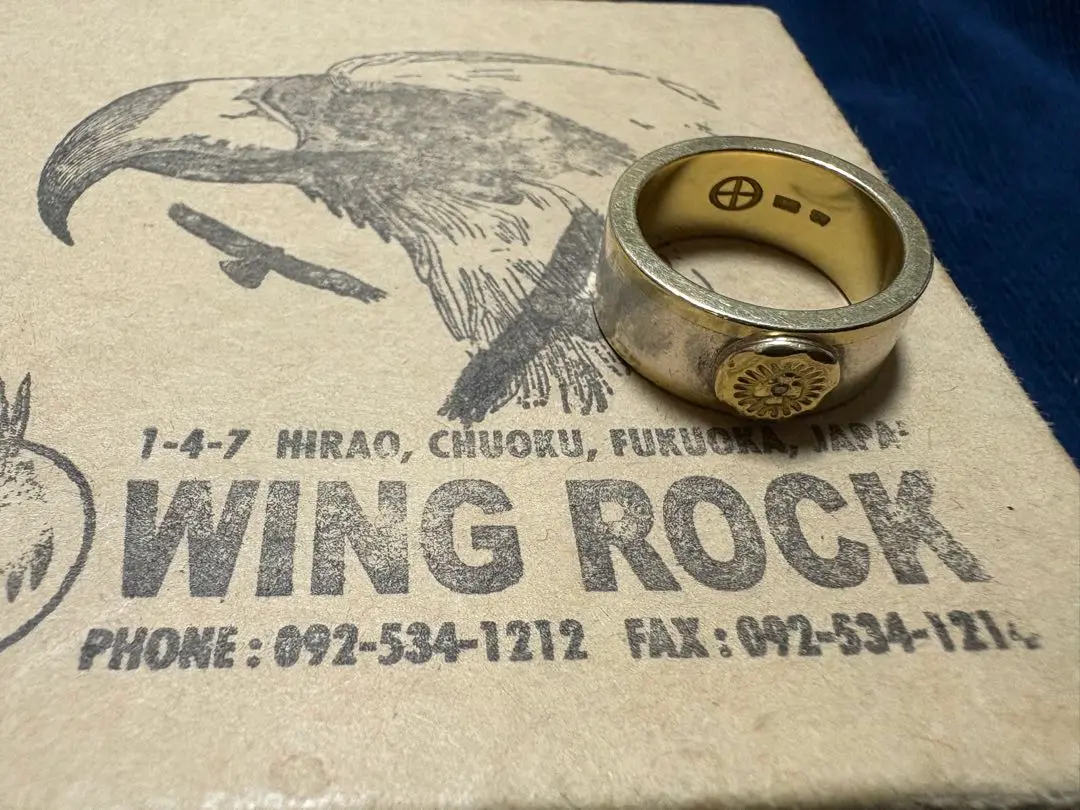 1-4-7 HIRAO, CHUOKU, FUKUOKA, JAPA
WING ROCK
PHONE : 092-534-1212 FAX : 092-534-121